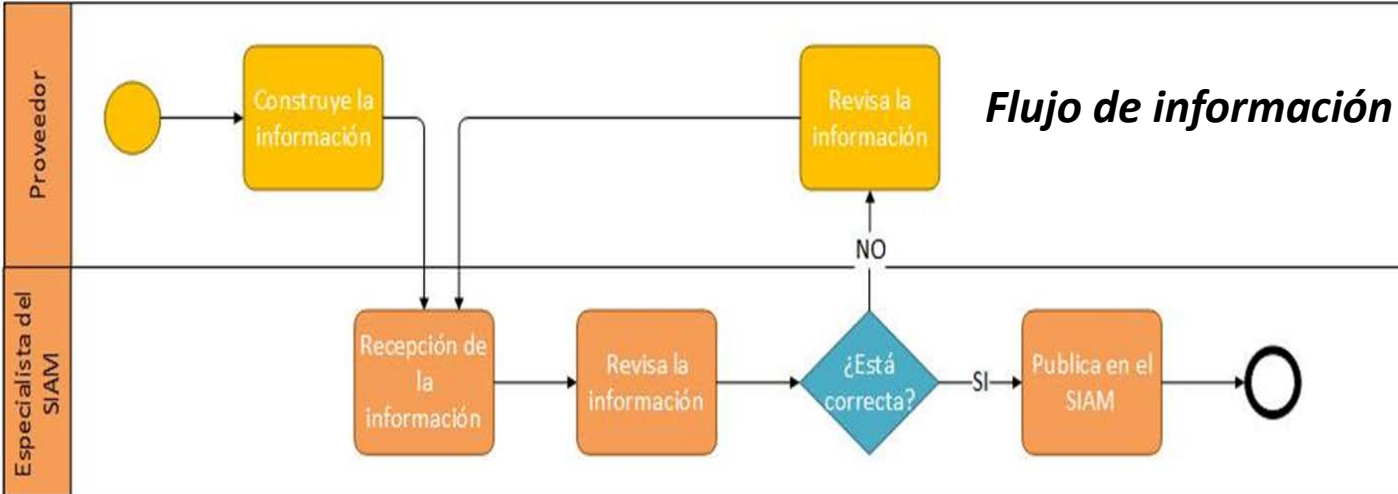 Proveedor
Construye la
información
Revisa la
información
Flujo de información
NO
Especialista del
SIAM
Recepción de
la
información
Revisa la
información
¿Está
correcta?
SI
Publica en el
SIAM